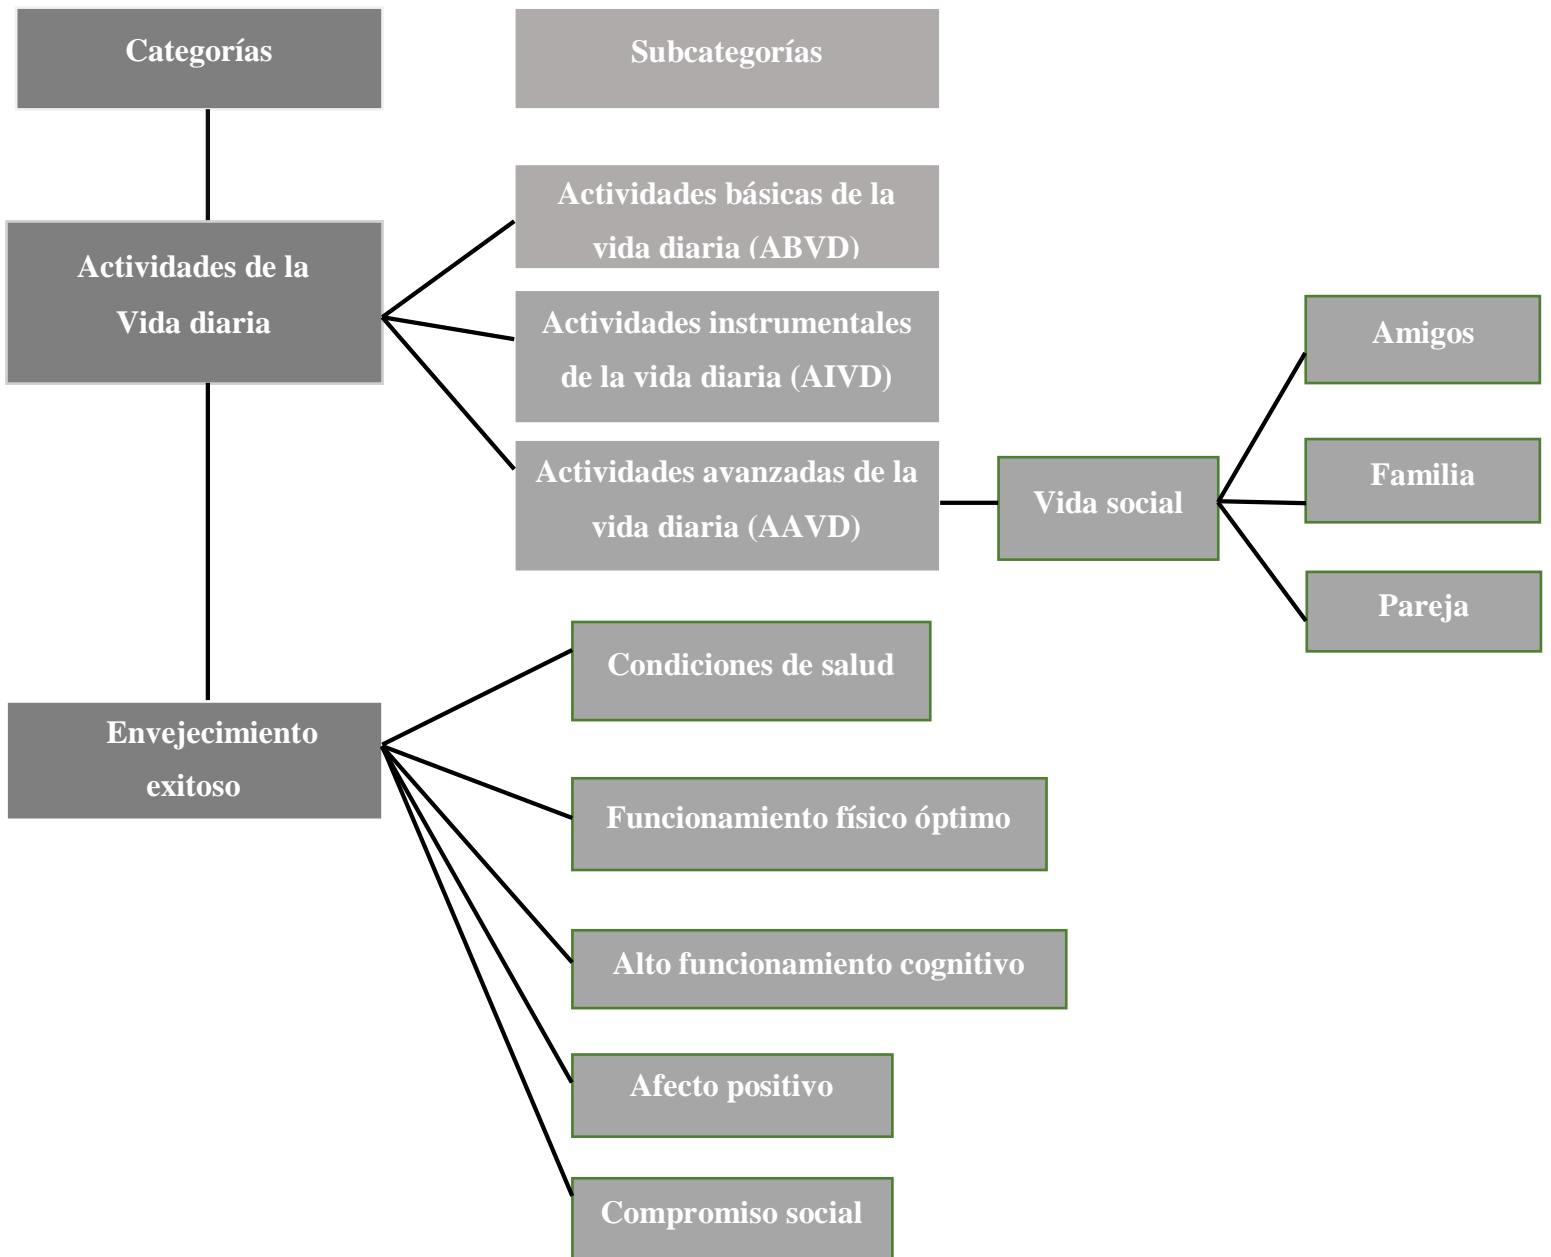 Categorías
Subcategorías
Actividades de la
Vida diaria
Actividades básicas de la
vida diaria (ABVD)
Actividades instrumentales
de la vida diaria (AIVD)
Actividades avanzadas de la
vida diaria (AAVD)
Vida social
Amigos
Familia
Pareja
Envejecimiento
exitoso
Condiciones de salud
Funcionamiento físico óptimo
Alto funcionamiento cognitivo
Afecto positivo
Compromiso social